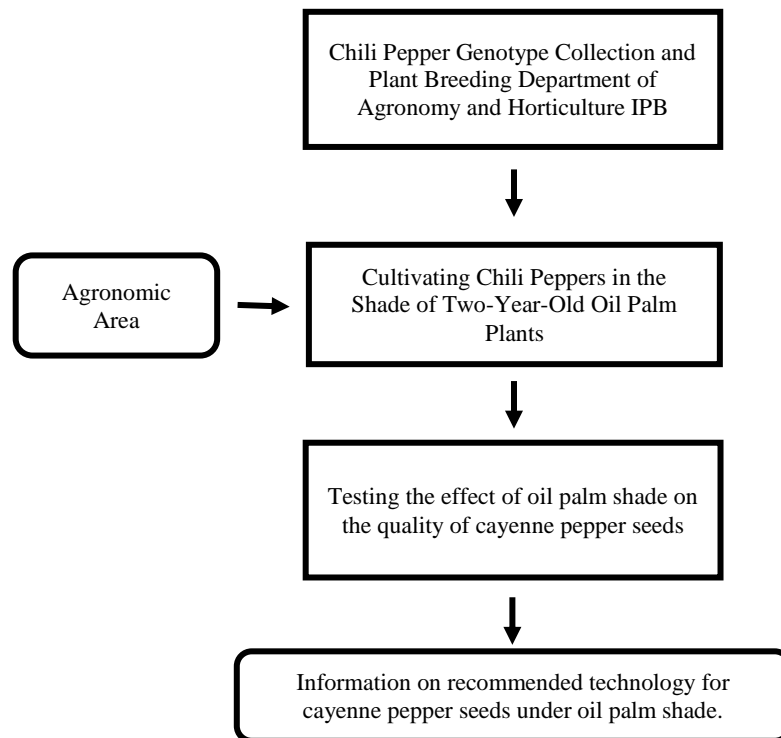 Chili Pepper Genotype Collection and
Plant Breeding Department of
Agronomy and Horticulture IPB
Agronomic
Area
Cultivating Chili Peppers in the
Shade of Two-Year-Old Oil Palm
Plants
Testing the effect of oil palm shade on
the quality of cayenne pepper seeds
Information on recommended technology for
cayenne pepper seeds under oil palm shade.